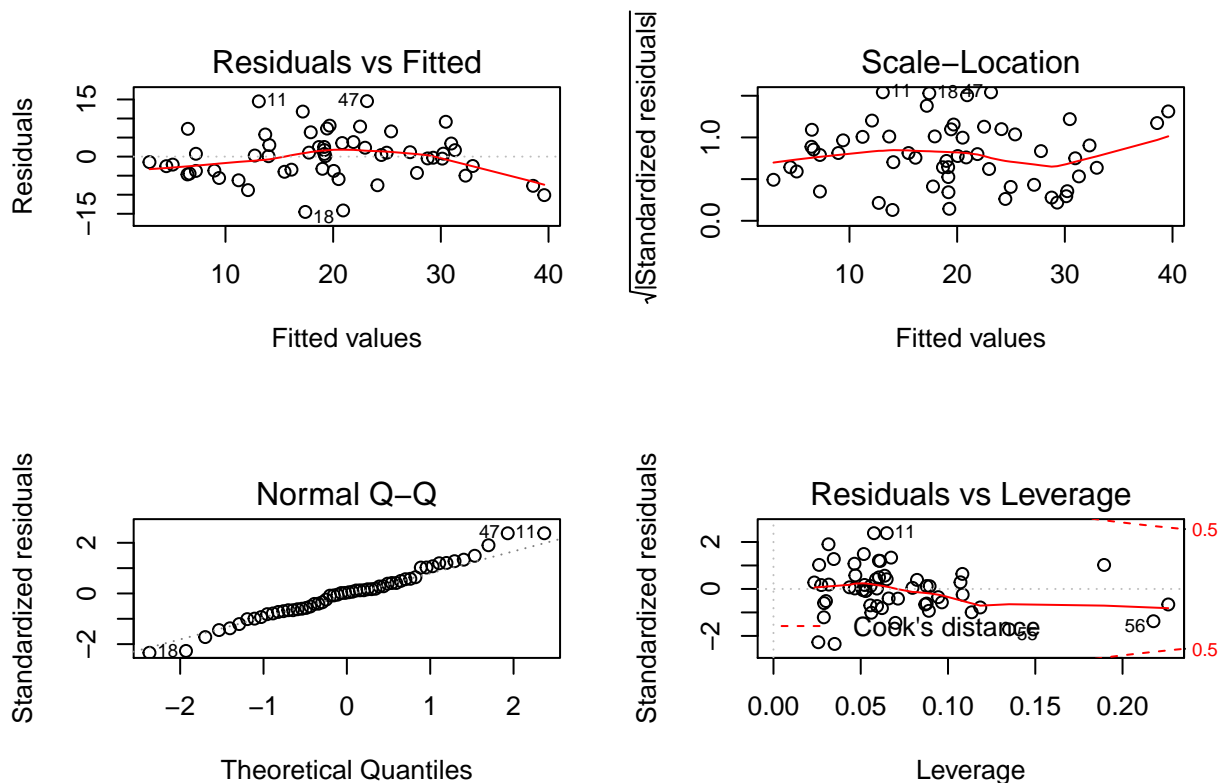 Residuals vs Fitted
Residuals
15
0
−15
11
47
18
10 20 30 40
Fitted values
Scale−Location
√|Standardized residuals|
1.0
0.0
11
18
47
10 20 30 40
Fitted values
Normal Q−Q
Standardized residuals
2
0
−2
47
11
18
−2 −1 0 1 2
Theoretical Quantiles
Residuals vs Leverage
Standardized residuals
2
0
−2
11
0.5
Cook's distance
55
56
0.5
0.00 0.05 0.10 0.15 0.20
Leverage